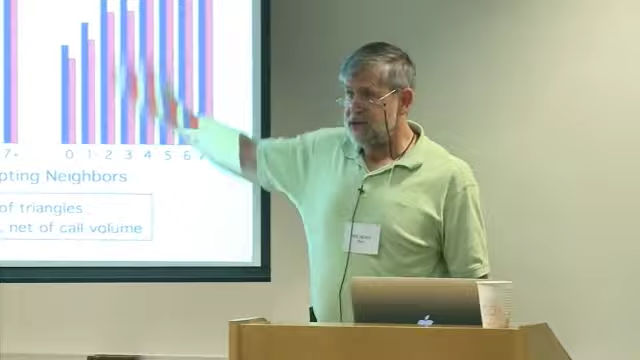 7+
0 1 2 3 4 5 6 7
pting Neighbors
of triangles
, net of call volume